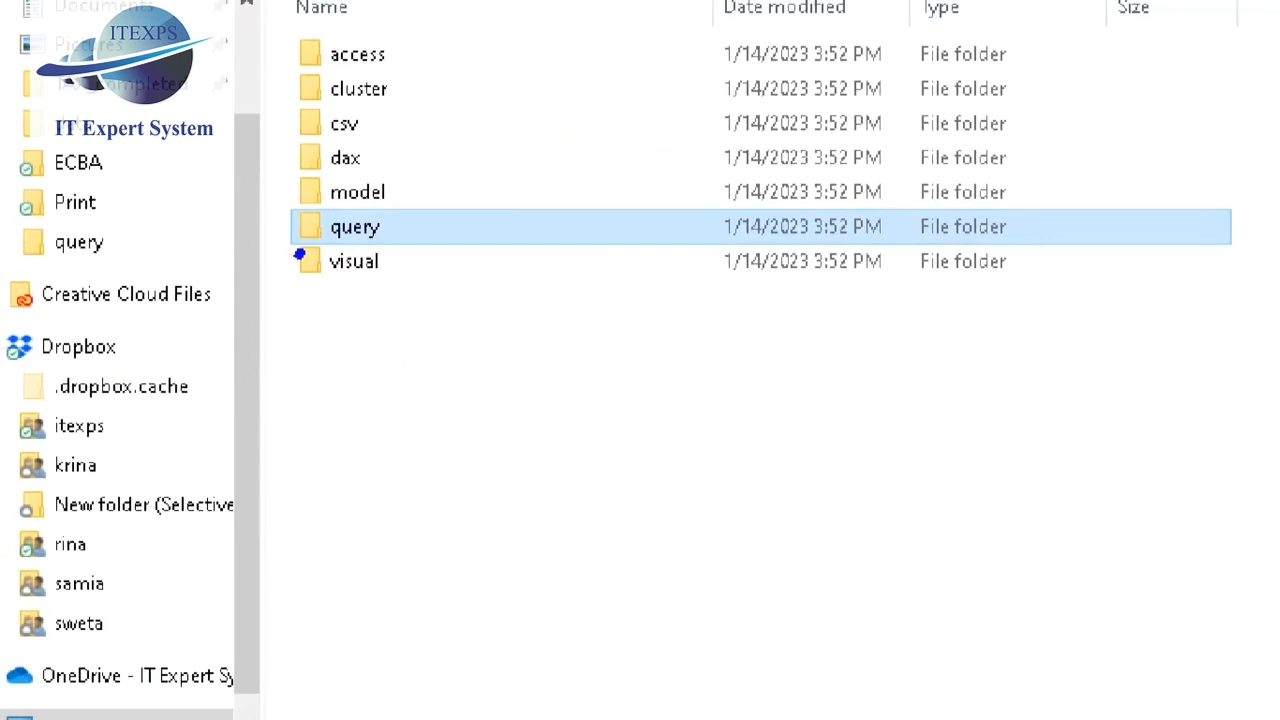 Name Date modified Type Size
Documents
Pictures
ITEXPS
IT Expert System
ECBA
Print
query
Creative Cloud Files
Dropbox
.dropbox.cache
itexps
krina
New folder (Selective
rina
samia
sweta
OneDrive - IT Expert Sy
access 1/14/2023 3:52 PM File folder
cluster 1/14/2023 3:52 PM File folder
csv 1/14/2023 3:52 PM File folder
dax 1/14/2023 3:52 PM File folder
model 1/14/2023 3:52 PM File folder
query 1/14/2023 3:52 PM File folder
visual 1/14/2023 3:52 PM File folder